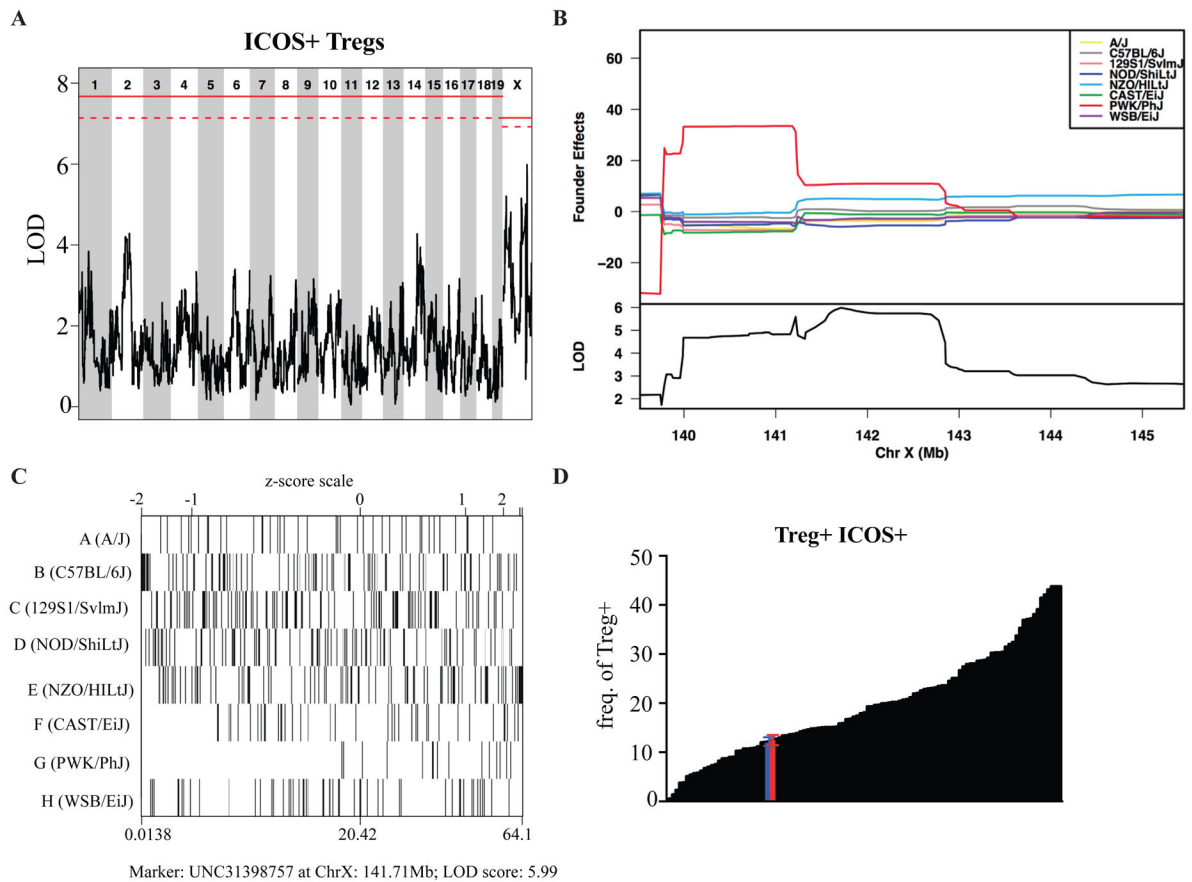 A
ICOS+ Tregs
8
6
4
2
0
LOD
1 2 3 4 5 6 7 8 9 10 11 12 13 14 15 16 17 18 19 X
B
60
40
20
0
−20
Founder Effects
A/J
C57BL/6J
129S1/SvImJ
NOD/ShiLtJ
NZO/HILtJ
CAST/EiJ
PWK/PhJ
WSB/EiJ
6
5
4
3
2
LOD
140 141 142 143 144 145
Chr X (Mb)
C
z-score scale
-2 -1 0 1 2
A (A/J)
B (C57BL/6J)
C (129S1/SvlmJ)
D (NOD/ShiLtJ)
E (NZO/HILtJ)
F (CAST/EiJ)
G (PWK/PhJ)
H (WSB/EiJ)
0.0138 20.42 64.1
Marker: UNC31398757 at ChrX: 141.71Mb; LOD score: 5.99
D
Treg+ ICOS+
50
40
30
20
10
0
freq. of Treg+